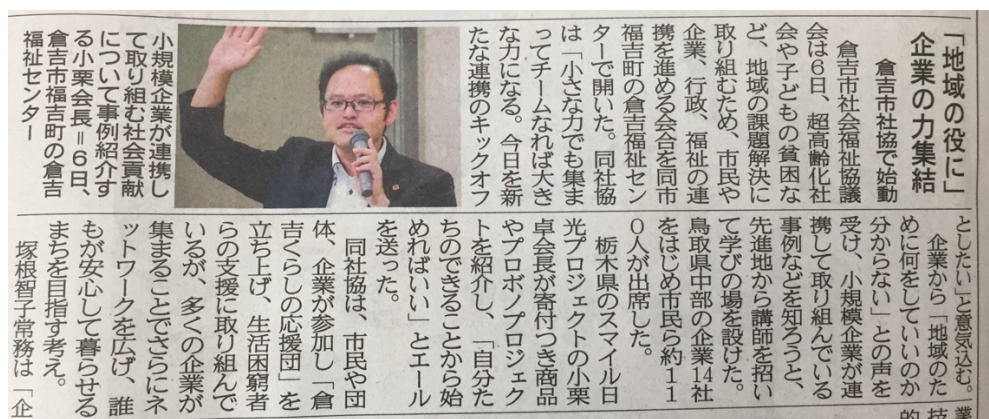 「地域の役に」
企業の力集結
倉吉市社協で始動
倉吉市社会福祉協議
会は6日、超高齢化社
会や子どもの貧困な
ど、地域の課題解決に
取り組むため、市民や
企業、行政、福祉の連
携を進める会合を同市
福吉町の倉吉福祉セン
ターで開いた。同社協
は「小さな力でも集ま
ってチームなれば大き
な力になる。今日を新
たな連携のキックオフ
小規模企業が連携し
て取り組む社会貢献
について事例紹介す
る小栗会長=6日、
倉吉市福吉町の倉吉
福祉センター
としたい」と意気込む。
企業から「地域のた
めに何をしていいのか
分からない」との声を
受け、小規模企業が連
携して取り組んでいる
事例などを知ろうと、
先進地から講師を招い
て学びの場を設けた。
鳥取県中部の企業14社
をはじめ市民ら約11
0人が出席した。
栃木県のスマイル日
光プロジェクトの小栗
卓会長が寄付つき商品
やプロボノプロジェク
トを紹介し、「自分た
ちのできることから始
めればいい」とエール
を送った。
同社協は、市民や団
体、企業が参加し「倉
吉くらしの応援団」を
立ち上げ、生活困窮者
らの支援に取り組んで
いるが、多くの企業が
集まることでさらにネ
ットワークを広げ、誰
もが安心して暮らせる
まちを目指す考え。
塚根智子常務は「企